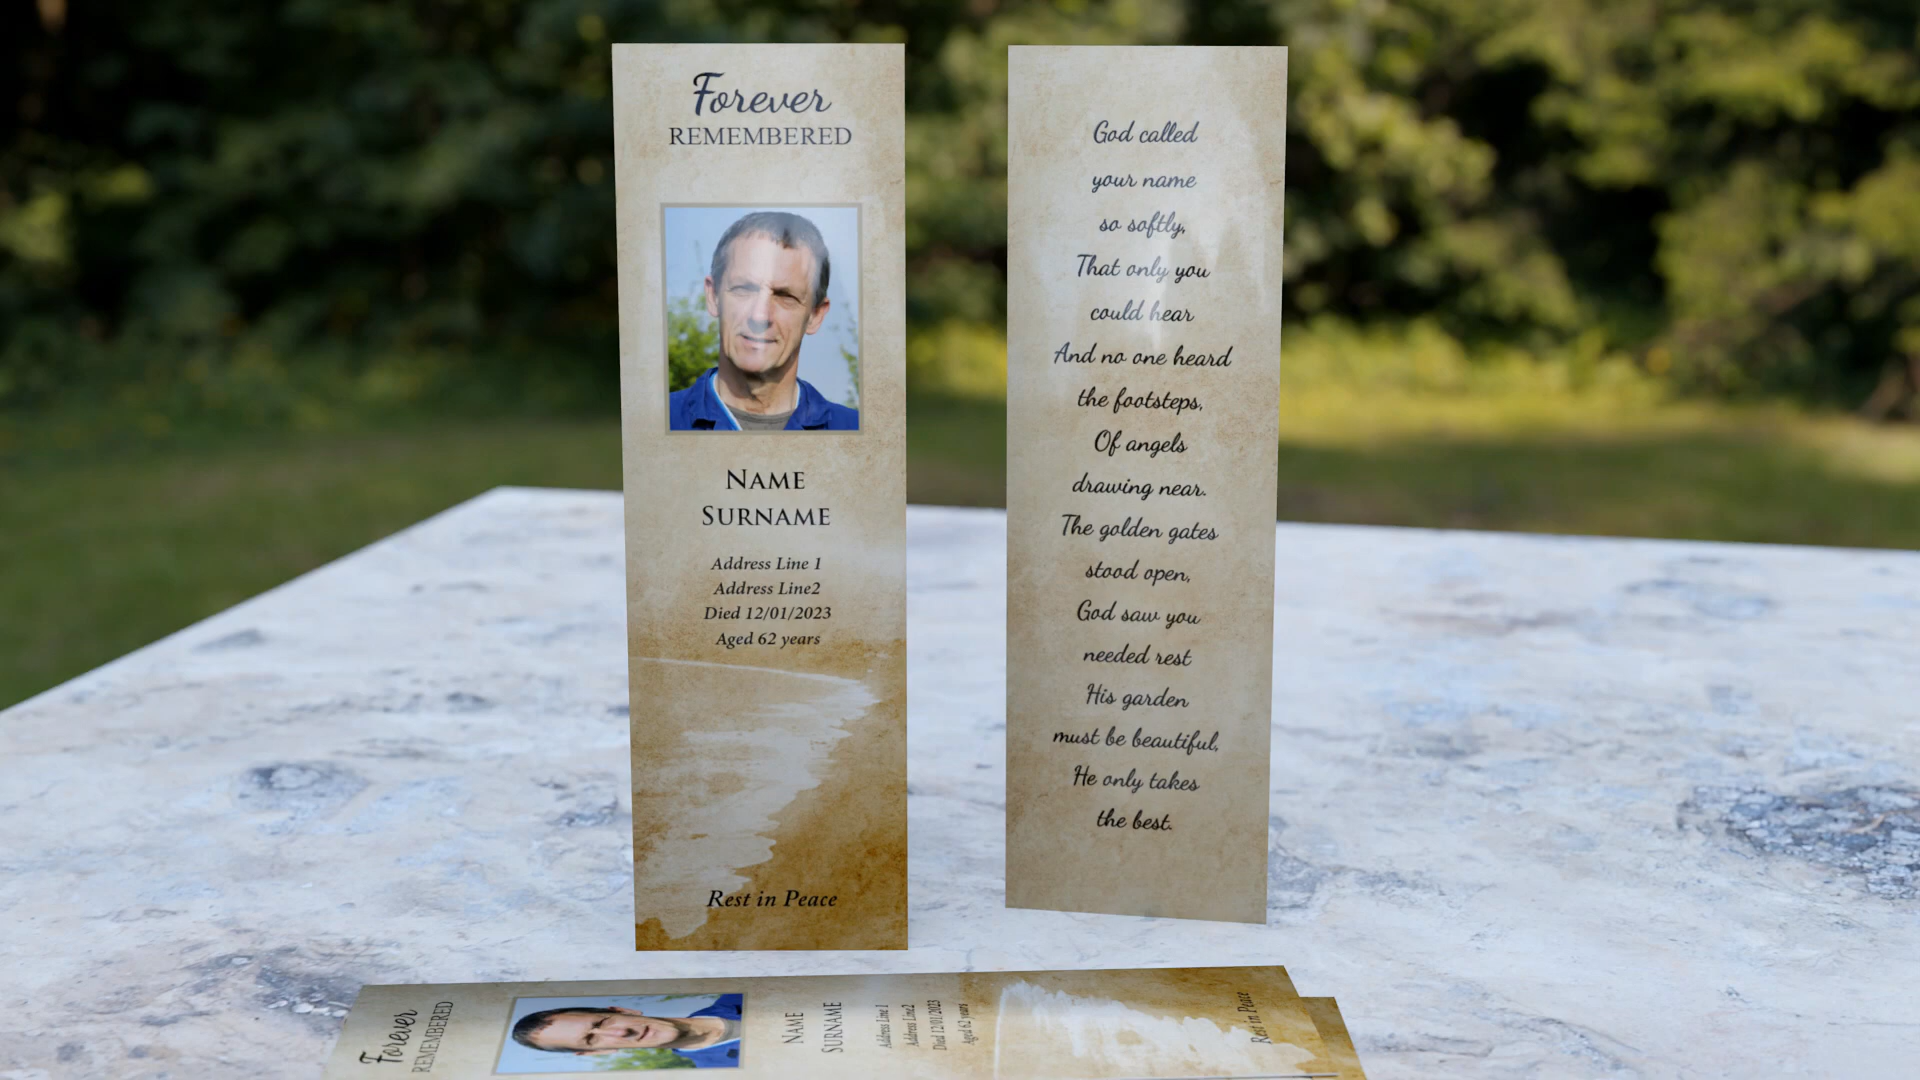 Forever
REMEMBERED
NAME
SURNAME
Address Line 1
Address Line2
Died 12/01/2023
Aged 62 years
Rest in Peace
God called
your name
so softly,
That only you
could hear
And no one heard
the footsteps,
Of angels
drawing near.
The golden gates
stood open,
God saw you
needed rest
His garden
must be beautiful,
He only takes
the best.
Forever
REMEMBERED
NAME
SURNAME
Address Line 1
Address Line2
Died 12/01/2023
Aged 62 years
Rest in Peace